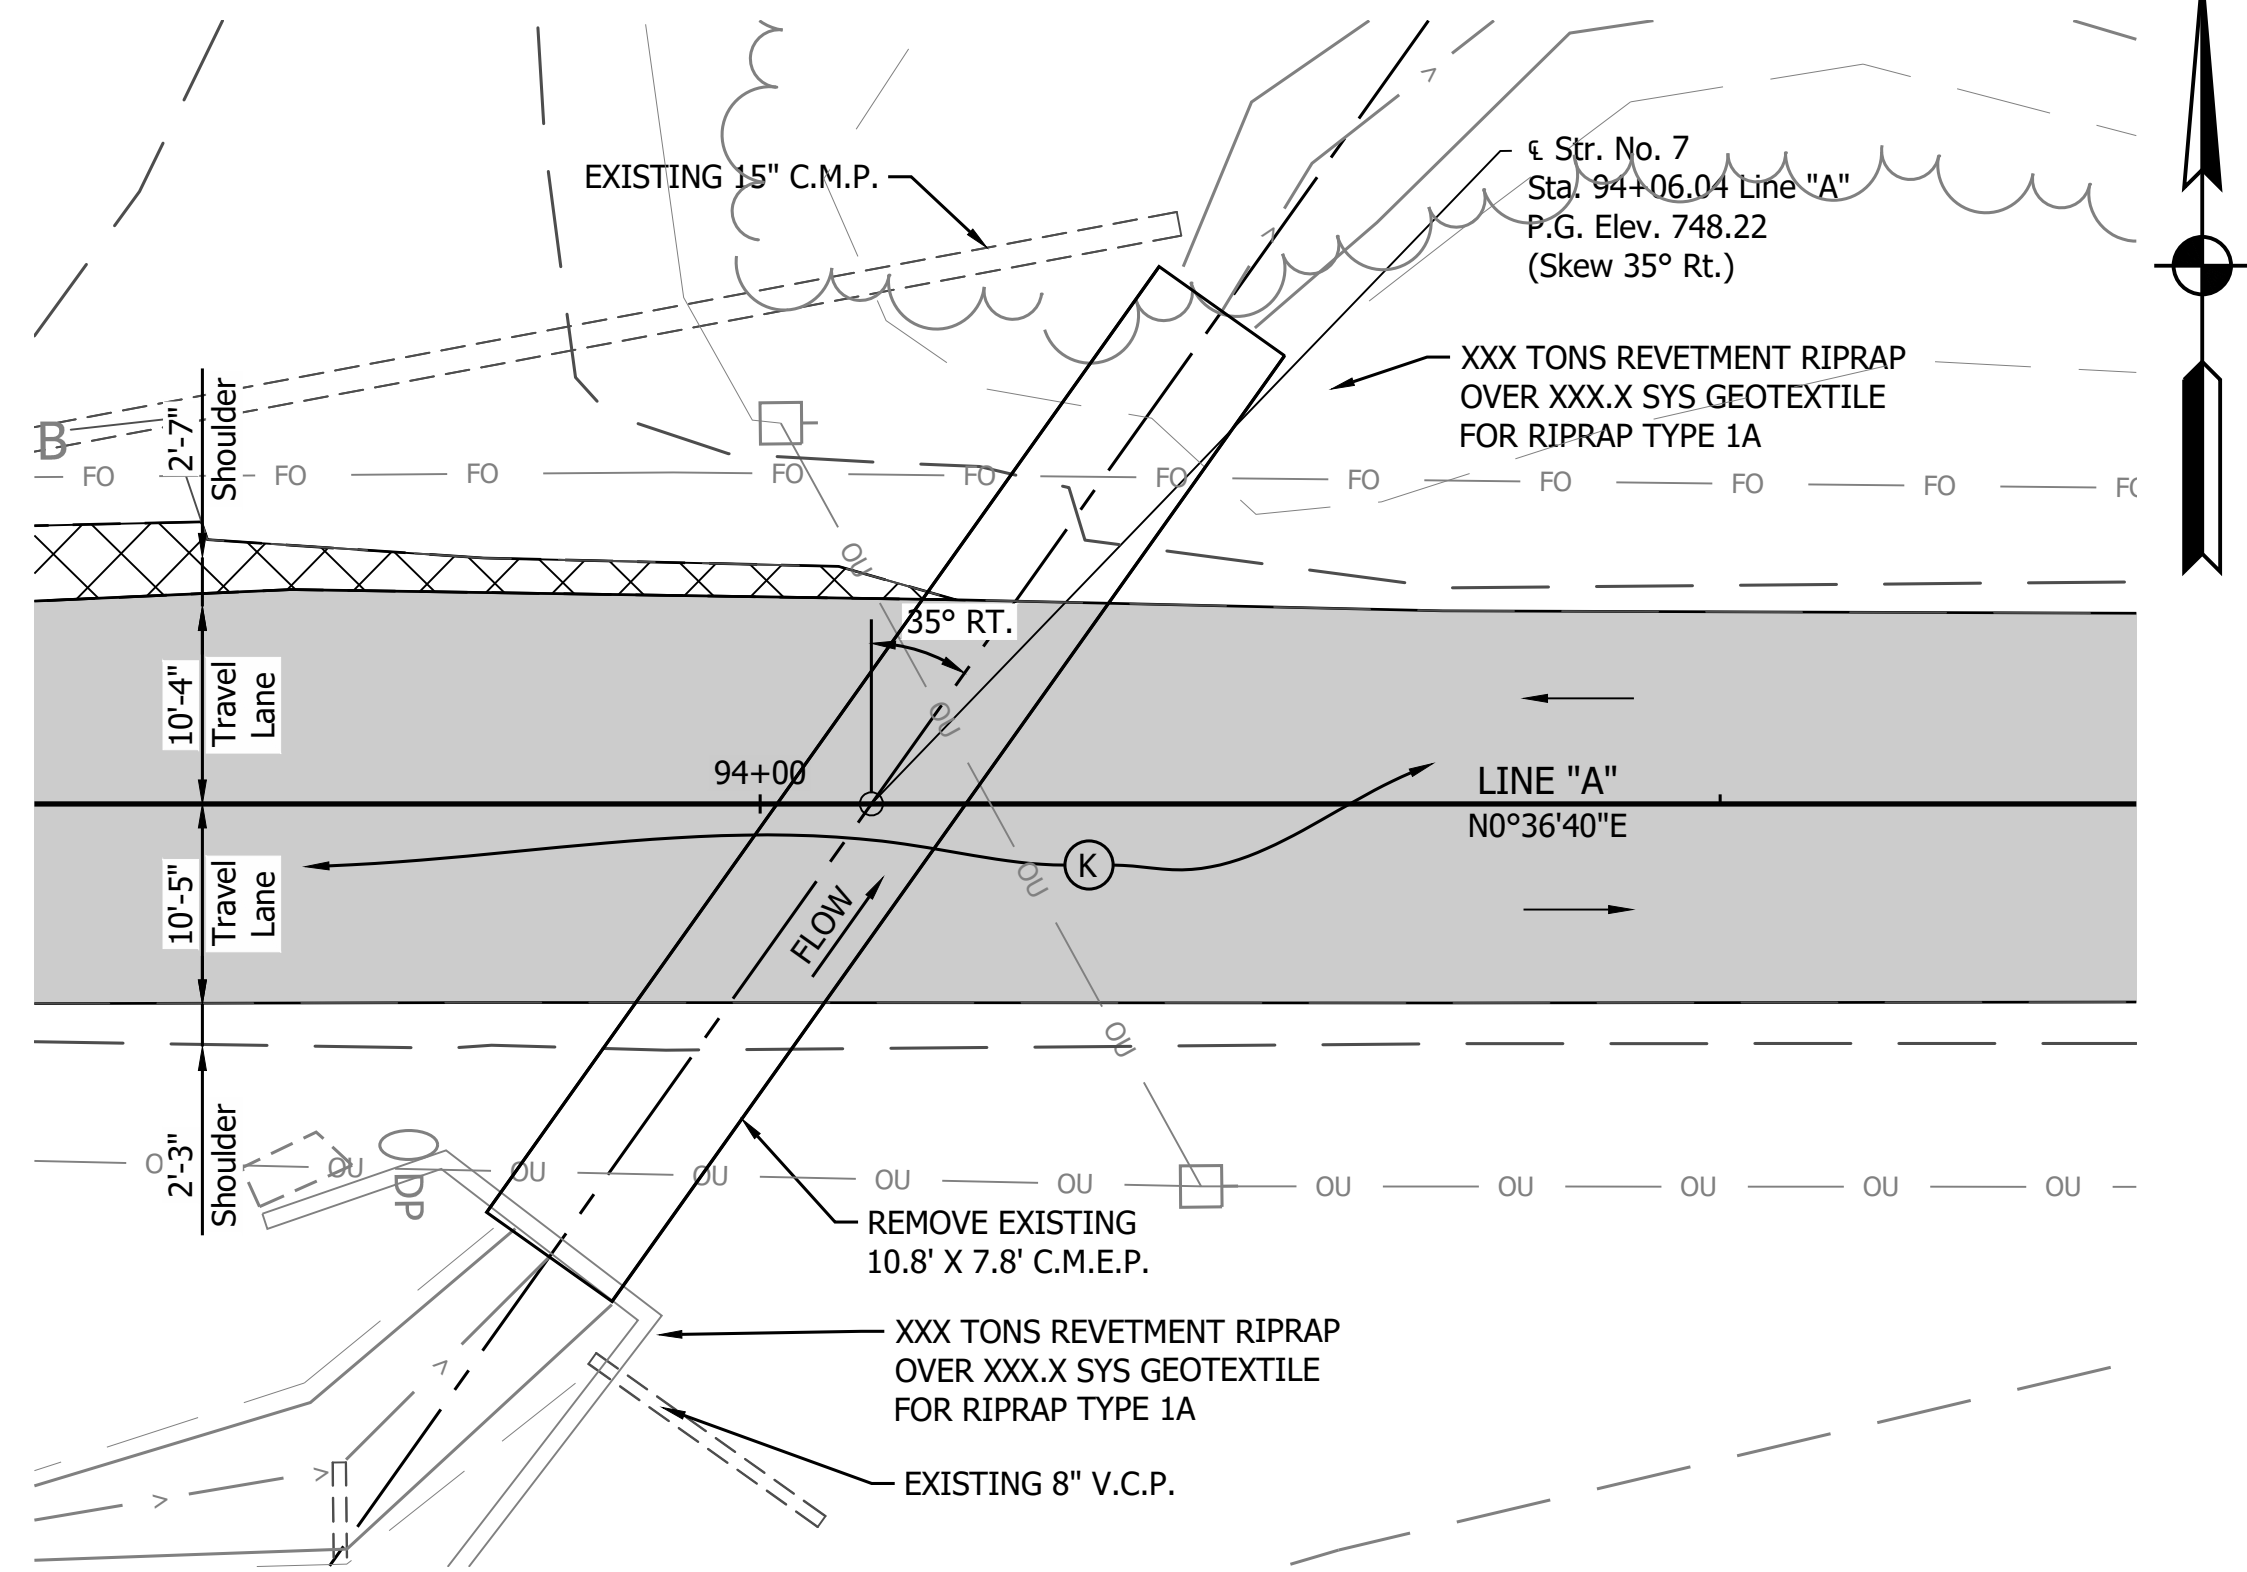 EXISTING 15" C.M.P.
℄ Str. No. 7
Sta. 94+06.04 Line "A"
P.G. Elev. 748.22
(Skew 35° Rt.)
XXX TONS REVETMENT RIPRAP
OVER XXX.X SYS GEOTEXTILE
FOR RIPRAP TYPE 1A
B
2'-7"
Shoulder
FO FO FO FO FO FO FO FO FO FO FO
OU
35° RT.
10'-4"
Travel
Lane
OU
94+00
LINE "A"
N0°36'40"E
K
OU
10'-5"
Travel
Lane
FLOW
OU
2'-3"
Shoulder
OU OU OU OU OU OU OU OU OU OU
DP
REMOVE EXISTING
10.8' X 7.8' C.M.E.P.
XXX TONS REVETMENT RIPRAP
OVER XXX.X SYS GEOTEXTILE
FOR RIPRAP TYPE 1A
EXISTING 8" V.C.P.